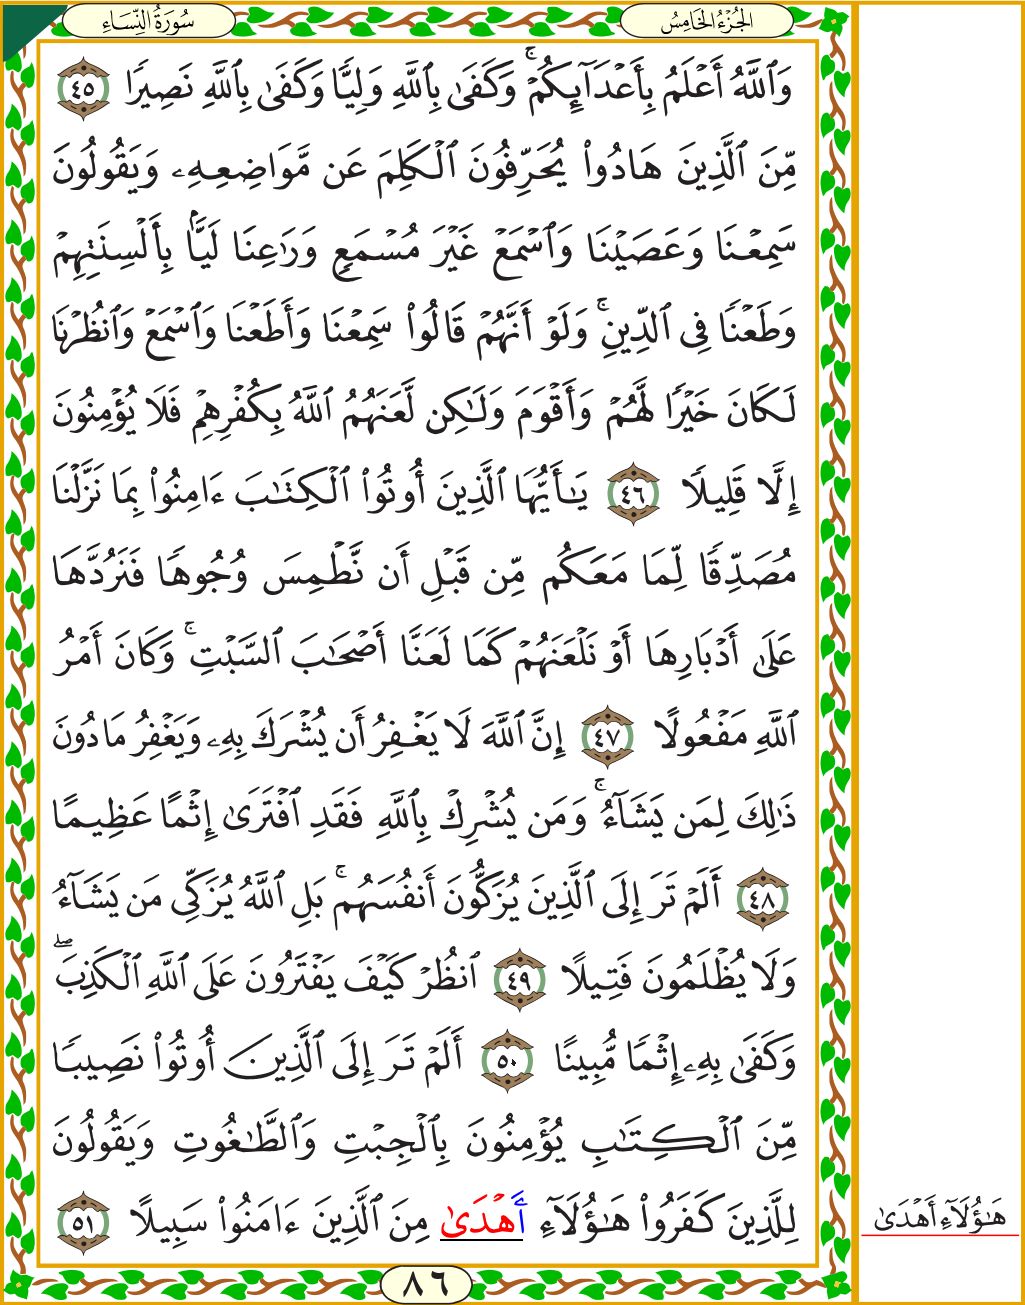 سُورَةُ النِّسَاءِ
الجُزْءُ الخَامِسُ
وَٱللَّهُ أَعۡلَمُ بِأَعۡدَآئِكُمۡۚ وَكَفَىٰ بِٱللَّهِ وَلِيّٗا وَكَفَىٰ بِٱللَّهِ نَصِيرٗا ٤٥
مِّنَ ٱلَّذِينَ هَادُواْ يُحَرِّفُونَ ٱلۡكَلِمَ عَن مَّوَاضِعِهِۦ وَيَقُولُونَ
سَمِعۡنَا وَعَصَيۡنَا وَٱسۡمَعۡ غَيۡرَ مُسۡمَعٖ وَرَٰعِنَا لَيَّۢا بِأَلۡسِنَتِهِمۡ
وَطَعۡنٗا فِي ٱلدِّينِۚ وَلَوۡ أَنَّهُمۡ قَالُواْ سَمِعۡنَا وَأَطَعۡنَا وَٱسۡمَعۡ وَٱنظُرۡنَا
لَكَانَ خَيۡرٗا لَّهُمۡ وَأَقۡوَمَ وَلَٰكِن لَّعَنَهُمُ ٱللَّهُ بِكُفۡرِهِمۡ فَلَا يُؤۡمِنُونَ
إِلَّا قَلِيلٗا ٤٦ يَٰٓأَيُّهَا ٱلَّذِينَ أُوتُواْ ٱلۡكِتَٰبَ ءَامِنُواْ بِمَا نَزَّلۡنَا
مُصَدِّقٗا لِّمَا مَعَكُم مِّن قَبۡلِ أَن نَّطۡمِسَ وُجُوهٗا فَنَرُدَّهَا
عَلَىٰٓ أَدۡبَارِهَآ أَوۡ نَلۡعَنَهُمۡ كَمَا لَعَنَّآ أَصۡحَٰبَ ٱلسَّبۡتِۚ وَكَانَ أَمۡرُ
ٱللَّهِ مَفۡعُولًا ٤٧ إِنَّ ٱللَّهَ لَا يَغۡفِرُ أَن يُشۡرَكَ بِهِۦ وَيَغۡفِرُ مَا دُونَ
ذَٰلِكَ لِمَن يَشَآءُۚ وَمَن يُشۡرِكۡ بِٱللَّهِ فَقَدِ ٱفۡتَرَىٰٓ إِثۡمًا عَظِيمًا
٤٨ أَلَمۡ تَرَ إِلَى ٱلَّذِينَ يُزَكُّونَ أَنفُسَهُمۚ بَلِ ٱللَّهُ يُزَكِّي مَن يَشَآءُ
وَلَا يُظۡلَمُونَ فَتِيلًا ٤٩ ٱنظُرۡ كَيۡفَ يَفۡتَرُونَ عَلَى ٱللَّهِ ٱلۡكَذِبَۖ
وَكَفَىٰ بِهِۦٓ إِثۡمٗا مُّبِينًا ٥٠ أَلَمۡ تَرَ إِلَى ٱلَّذِينَ أُوتُواْ نَصِيبٗا
مِّنَ ٱلۡكِتَٰبِ يُؤۡمِنُونَ بِٱلۡجِبۡتِ وَٱلطَّٰغُوتِ وَيَقُولُونَ
لِلَّذِينَ كَفَرُواْ هَٰٓؤُلَآءِ أَهۡدَىٰ مِنَ ٱلَّذِينَ ءَامَنُواْ سَبِيلًا ٥١
هَٰٓؤُلَآءِ أَهۡدَىٰ
٨٦